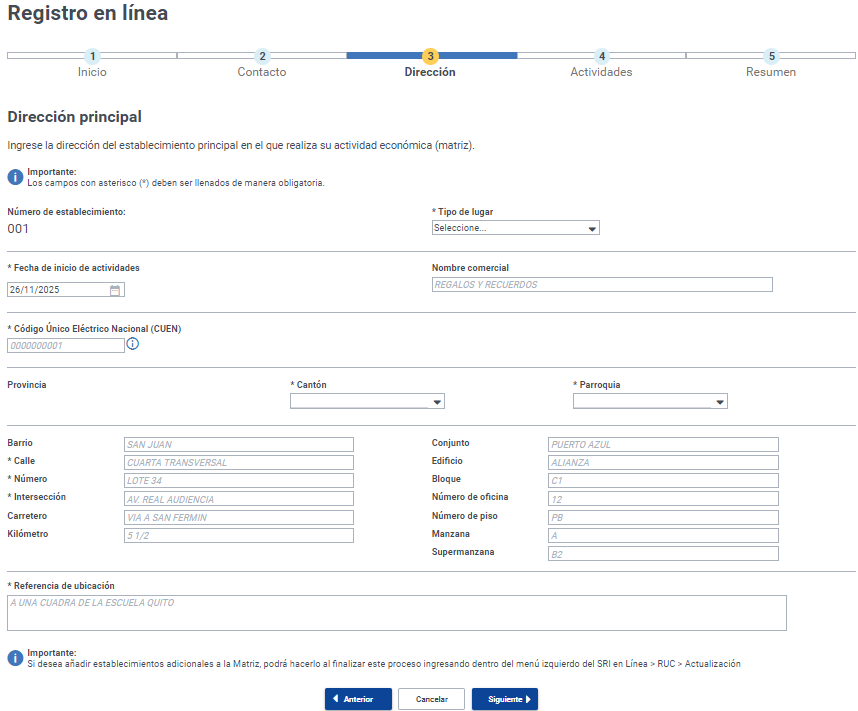 Registro en línea
1 2 3 4 5
Inicio Contacto Dirección Actividades Resumen
Dirección principal
Ingrese la dirección del establecimiento principal en el que realiza su actividad económica (matriz).
Importante:
Los campos con asterisco (*) deben ser llenados de manera obligatoria.
Número de establecimiento: * Tipo de lugar
001 Seleccione...
* Fecha de inicio de actividades Nombre comercial
26/11/2025 REGALOS Y RECUERDOS
* Código Único Eléctrico Nacional (CUEN)
0000000001
Provincia * Cantón * Parroquia
Barrio SAN JUAN Conjunto PUERTO AZUL
* Calle CUARTA TRANSVERSAL Edificio ALIANZA
* Número LOTE 34 Bloque C1
* Intersección AV. REAL AUDIENCIA Número de oficina 12
Carretero VIA A SAN FERMIN Número de piso PB
Kilómetro 5 1/2 Manzana A
Supermanzana B2
* Referencia de ubicación
A UNA CUADRA DE LA ESCUELA QUITO
Importante:
Si desea añadir establecimientos adicionales a la Matriz, podrá hacerlo al finalizar este proceso ingresando dentro del menú izquierdo del SRI en Línea > RUC > Actualización
Anterior Cancelar Siguiente